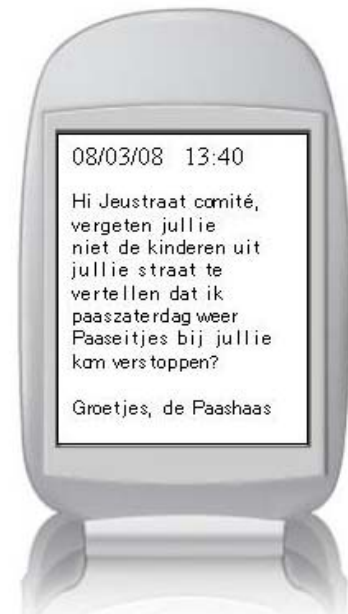 08/03/08 13:40
Hi Jeustraat comité,
vergeten jullie
niet de kinderen uit
jullie straat te
vertellen dat ik
paaszaterdag weer
Paaseitjes bij jullie
kom verstoppen?
Groetjes, de Paashaas